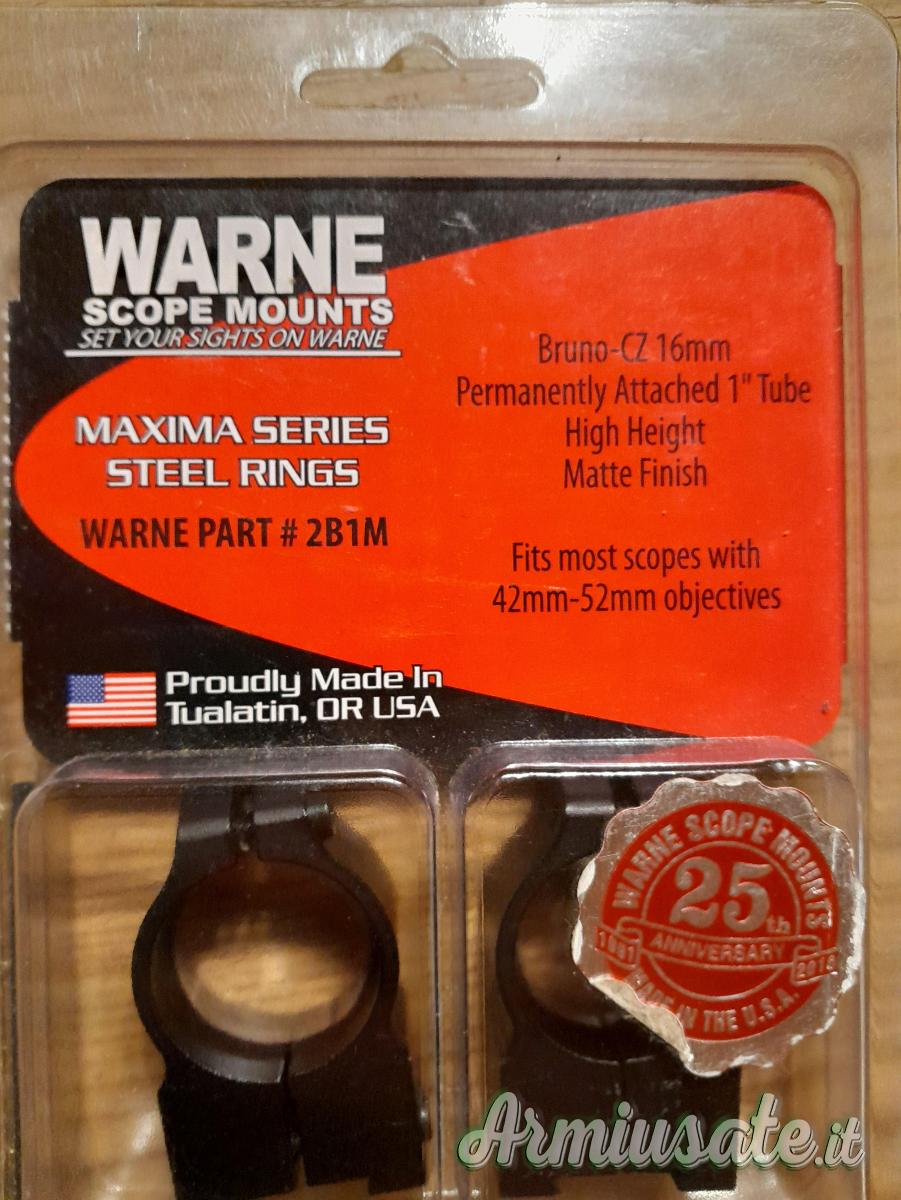 WARNE
SCOPE MOUNTS
SET YOUR SIGHTS ON WARNE
MAXIMA SERIES
STEEL RINGS
WARNE PART # 2B1M
Bruno-CZ 16mm
Permanently Attached 1" Tube
High Height
Matte Finish
Fits most scopes with
42mm-52mm objectives
Proudly Made In
Tualatin, OR USA
WARNE SCOPE MOUNTS
25th
ANNIVERSARY
1991
MADE IN THE U.S.A.
Armiusate.it